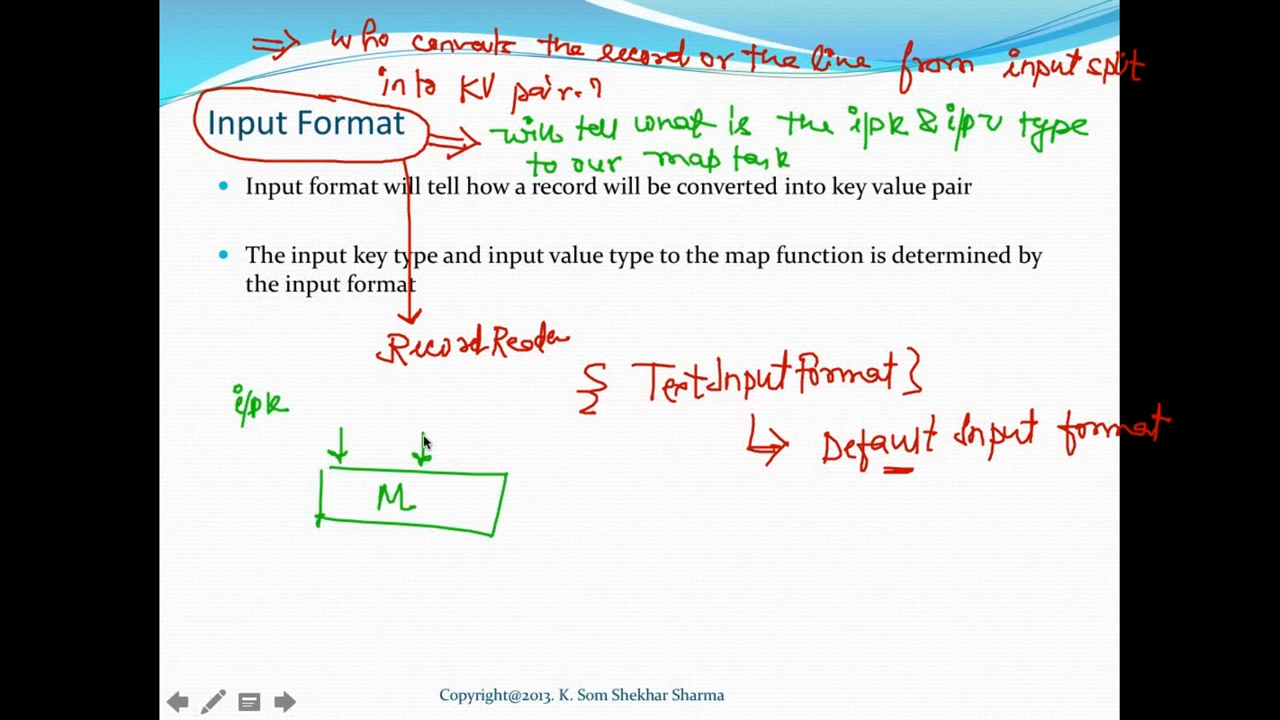 => who converts the record or the line from input split
into KV pair.?
Input Format
=> will tell what is the i/pk & i/pv type
to our map task
• Input format will tell how a record will be converted into key value pair
• The input key type and input value type to the map function is determined by
the input format
RecordReader
{ TextInputFormat }
Default Input format
i/pk
M
Copyright@2013. K. Som Shekhar Sharma